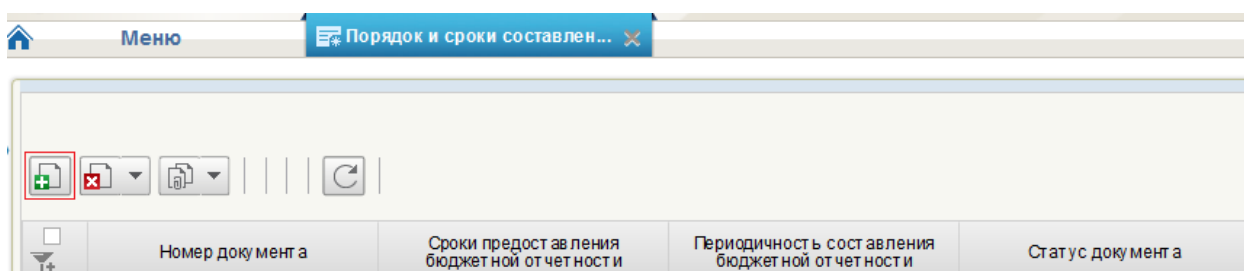 Меню
Порядок и сроки составлен...
Номер документа
Сроки предоставления
бюджетной отчетности
Периодичность составления
бюджетной отчетности
Статус документа